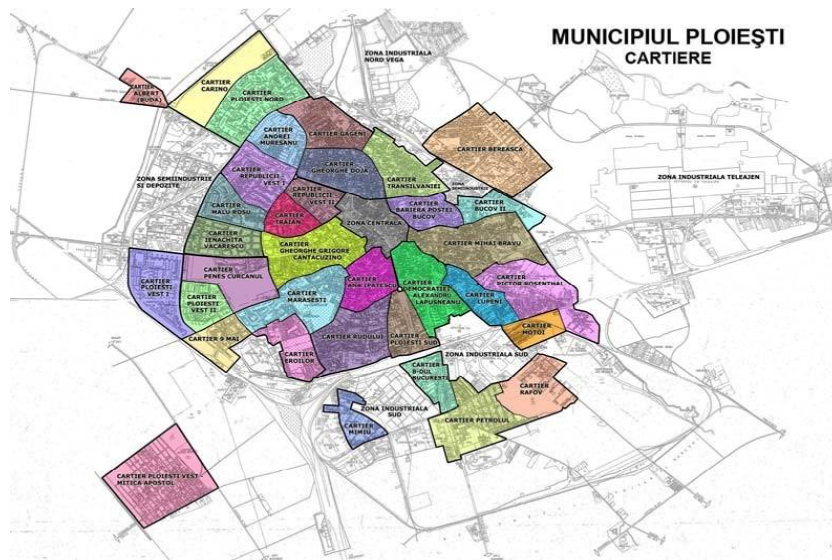 MUNICIPIUL PLOIEŞTI
CARTIERE
ZONA INDUSTRIALA
NORD VEGA
CARTIER
CARINO
CARTIER
ALBERT
(BUDA)
CARTIER
PLOIESTI NORD
CARTIER
ANDREI
MURESANU
CARTIER GAGENI
CARTIER BEREASCA
CARTIER
GHEORGHE DOJA
CARTIER
TRANSILVANIEI
ZONA SEMIINDUSTRIE
SI DEPOZITE
CARTIER
REPUBLICII
VEST I
ZONA INDUSTRIALA TELEAJEN
ZONA
SEMIINDUSTRIE
CARTIER
REPUBLICII
VEST II
CARTIER
BUCOV II
CARTIER
MALU ROSU
CARTIER
BARIERA POSTEI
BUCOV
CARTIER
TRAIAN
ZONA CENTRALA
CARTIER
IENACHITA
VACARESCU
CARTIER
GHEORGHE GRIGORE
CANTACUZINO
CARTIER MIHAI BRAVU
CARTIER
PENES CURCANUL
CARTIER
PLOIESTI
VEST I
CARTIER
ANA IPATESCU
CARTIER
DEMOCRATIEI
ALEXANDRU
LAPUSNEANU
CARTIER
PICTOR ROSENTHAL
CARTIER
PLOIESTI
VEST II
CARTIER
MARASESTI
CARTIER
LUPENI
CARTIER
MOTOI
CARTIER 9 MAI
CARTIER RUDULUI
CARTIER
PLOIESTI SUD
ZONA INDUSTRIALA SUD
CARTIER
EROILOR
CARTIER
B-DUL
BUCURESTI
CARTIER
RAFOV
ZONA INDUSTRIALA
SUD
CARTIER PETROLUL
CARTIER
MIMIU
CARTIER PLOIESTI VEST
MITICA APOSTOL